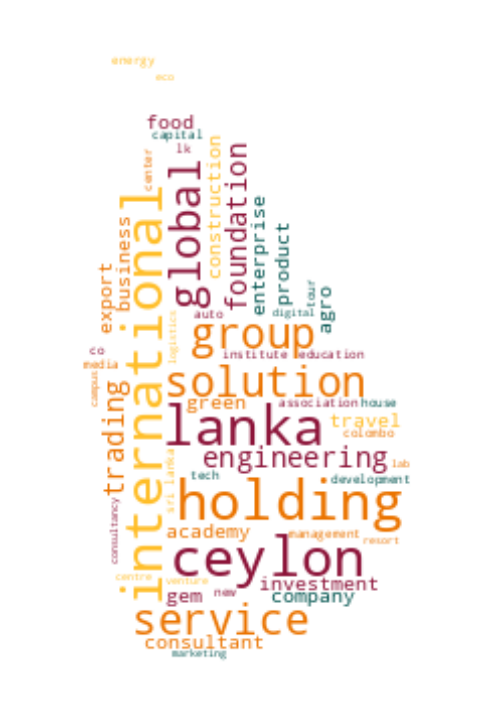 energy
eco
food
capital
lk
center
global
construction
foundation
international
business
export
enterprise
product
tour
agro
auto
digital
logistics
group
co
institute education
media
campus
solution
trading
green
association house
lanka
travel
colombo
engineering
lab
sri lanka
tech
development
holding
consultancy
academy
management
resort
ceylon
centre
venture
investment
gem
new
company
service
consultant
marketing